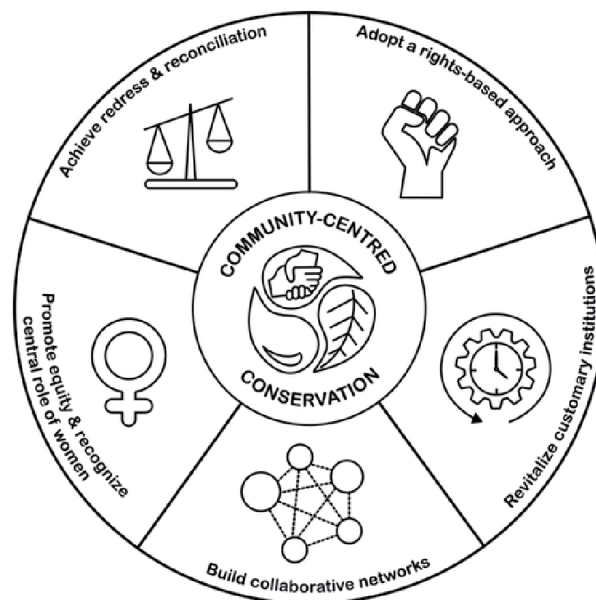 Achieve redress & reconciliation
Adopt a rights-based approach
COMMUNITY-CENTRED
CONSERVATION
Promote equity & recognize
central role of women
Revitalize customary institutions
Build collaborative networks